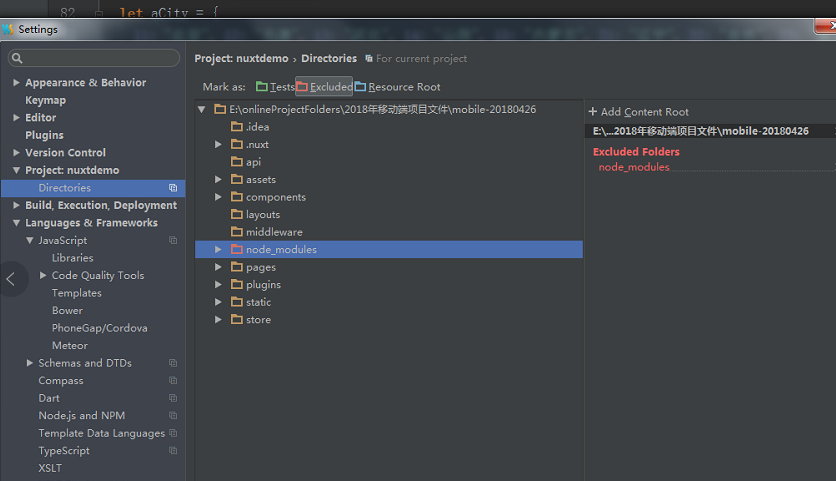 82 let aCity = {
Settings
Project: nuxtdemo › Directories For current project
Mark as: Tests Excluded Resource Root
Appearance & Behavior
Keymap
Editor
Plugins
Version Control
Project: nuxtdemo
Directories
Build, Execution, Deployment
Languages & Frameworks
JavaScript
Libraries
Code Quality Tools
Templates
Bower
PhoneGap/Cordova
Meteor
Schemas and DTDs
Compass
Dart
Node.js and NPM
Template Data Languages
TypeScript
XSLT
E:\onlineProjectFolders\2018年移动端项目文件\mobile-20180426
.idea
.nuxt
api
assets
components
layouts
middleware
node_modules
pages
plugins
static
store
Add Content Root
E:\...2018年移动端项目文件\mobile-20180426
Excluded Folders
node_modules